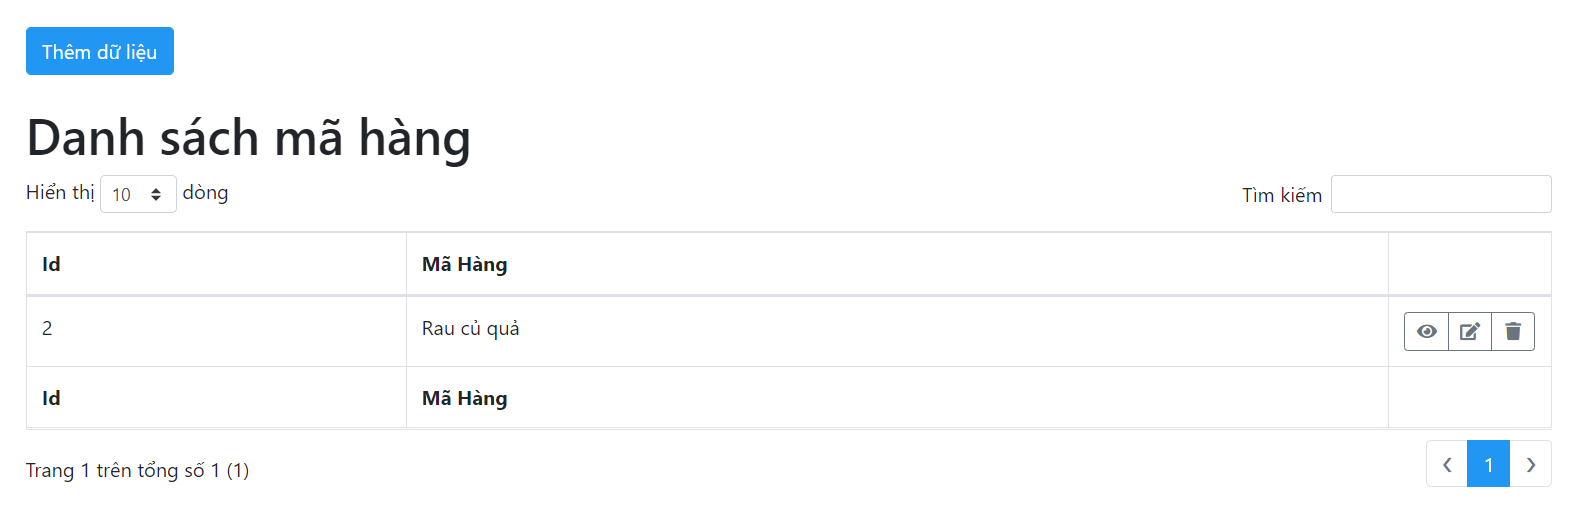 Thêm dữ liệu
Danh sách mã hàng
Hiển thị 10 dòng
Tìm kiếm
Id Mã Hàng
2 Rau củ quả
Id Mã Hàng
Trang 1 trên tổng số 1 (1)
‹ 1 ›